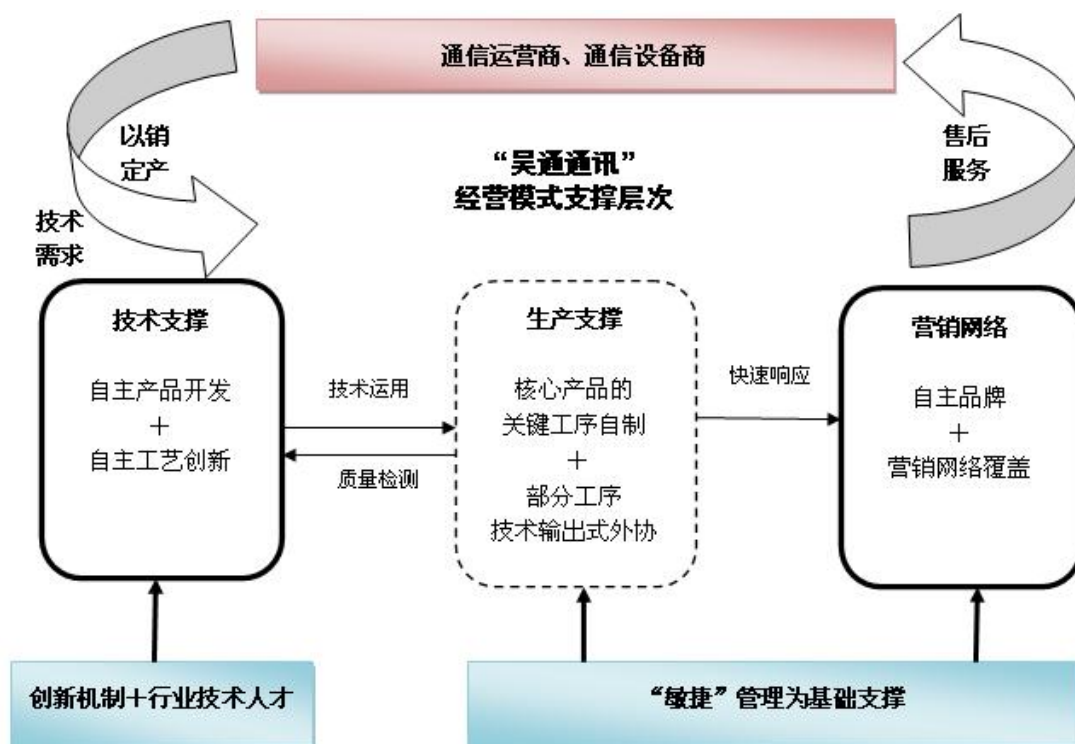 通信运营商、通信设备商
以销
定产
售后
服务
“吴通通讯”
经营模式支撑层次
技术
需求
技术支撑
自主产品开发
＋
自主工艺创新
技术运用
质量检测
生产支撑
核心产品的
关键工序自制
＋
部分工序
技术输出式外协
快速响应
营销网络
自主品牌
＋
营销网络覆盖
创新机制＋行业技术人才
“敏捷”管理为基础支撑